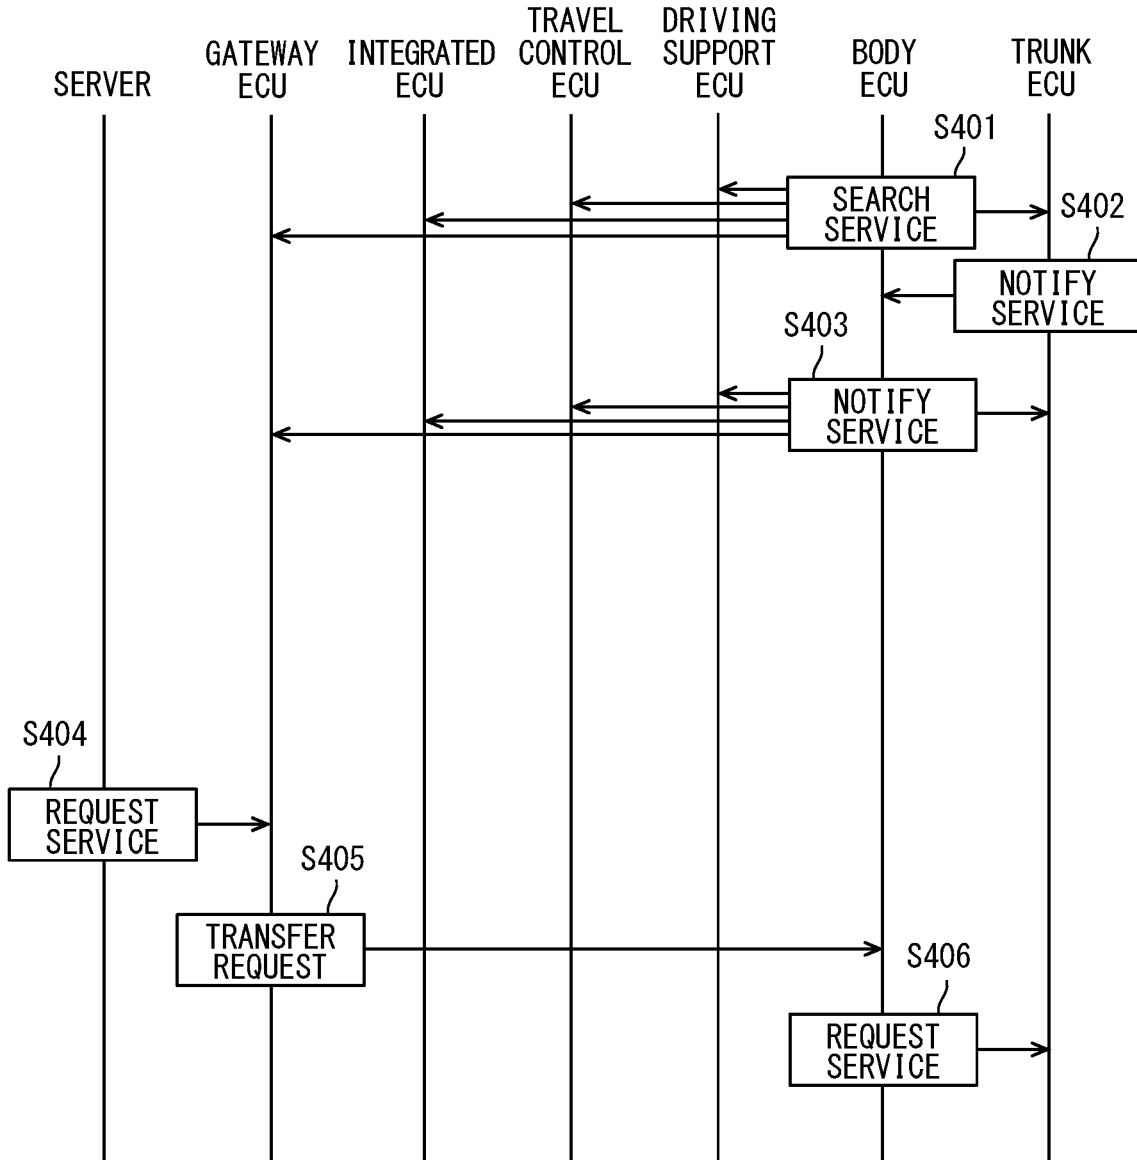 SERVER
GATEWAY
ECU
INTEGRATED
ECU
TRAVEL
CONTROL
ECU
DRIVING
SUPPORT
ECU
BODY
ECU
TRUNK
ECU
S401
SEARCH
SERVICE
S402
NOTIFY
SERVICE
S403
NOTIFY
SERVICE
S404
REQUEST
SERVICE
S405
TRANSFER
REQUEST
S406
REQUEST
SERVICE